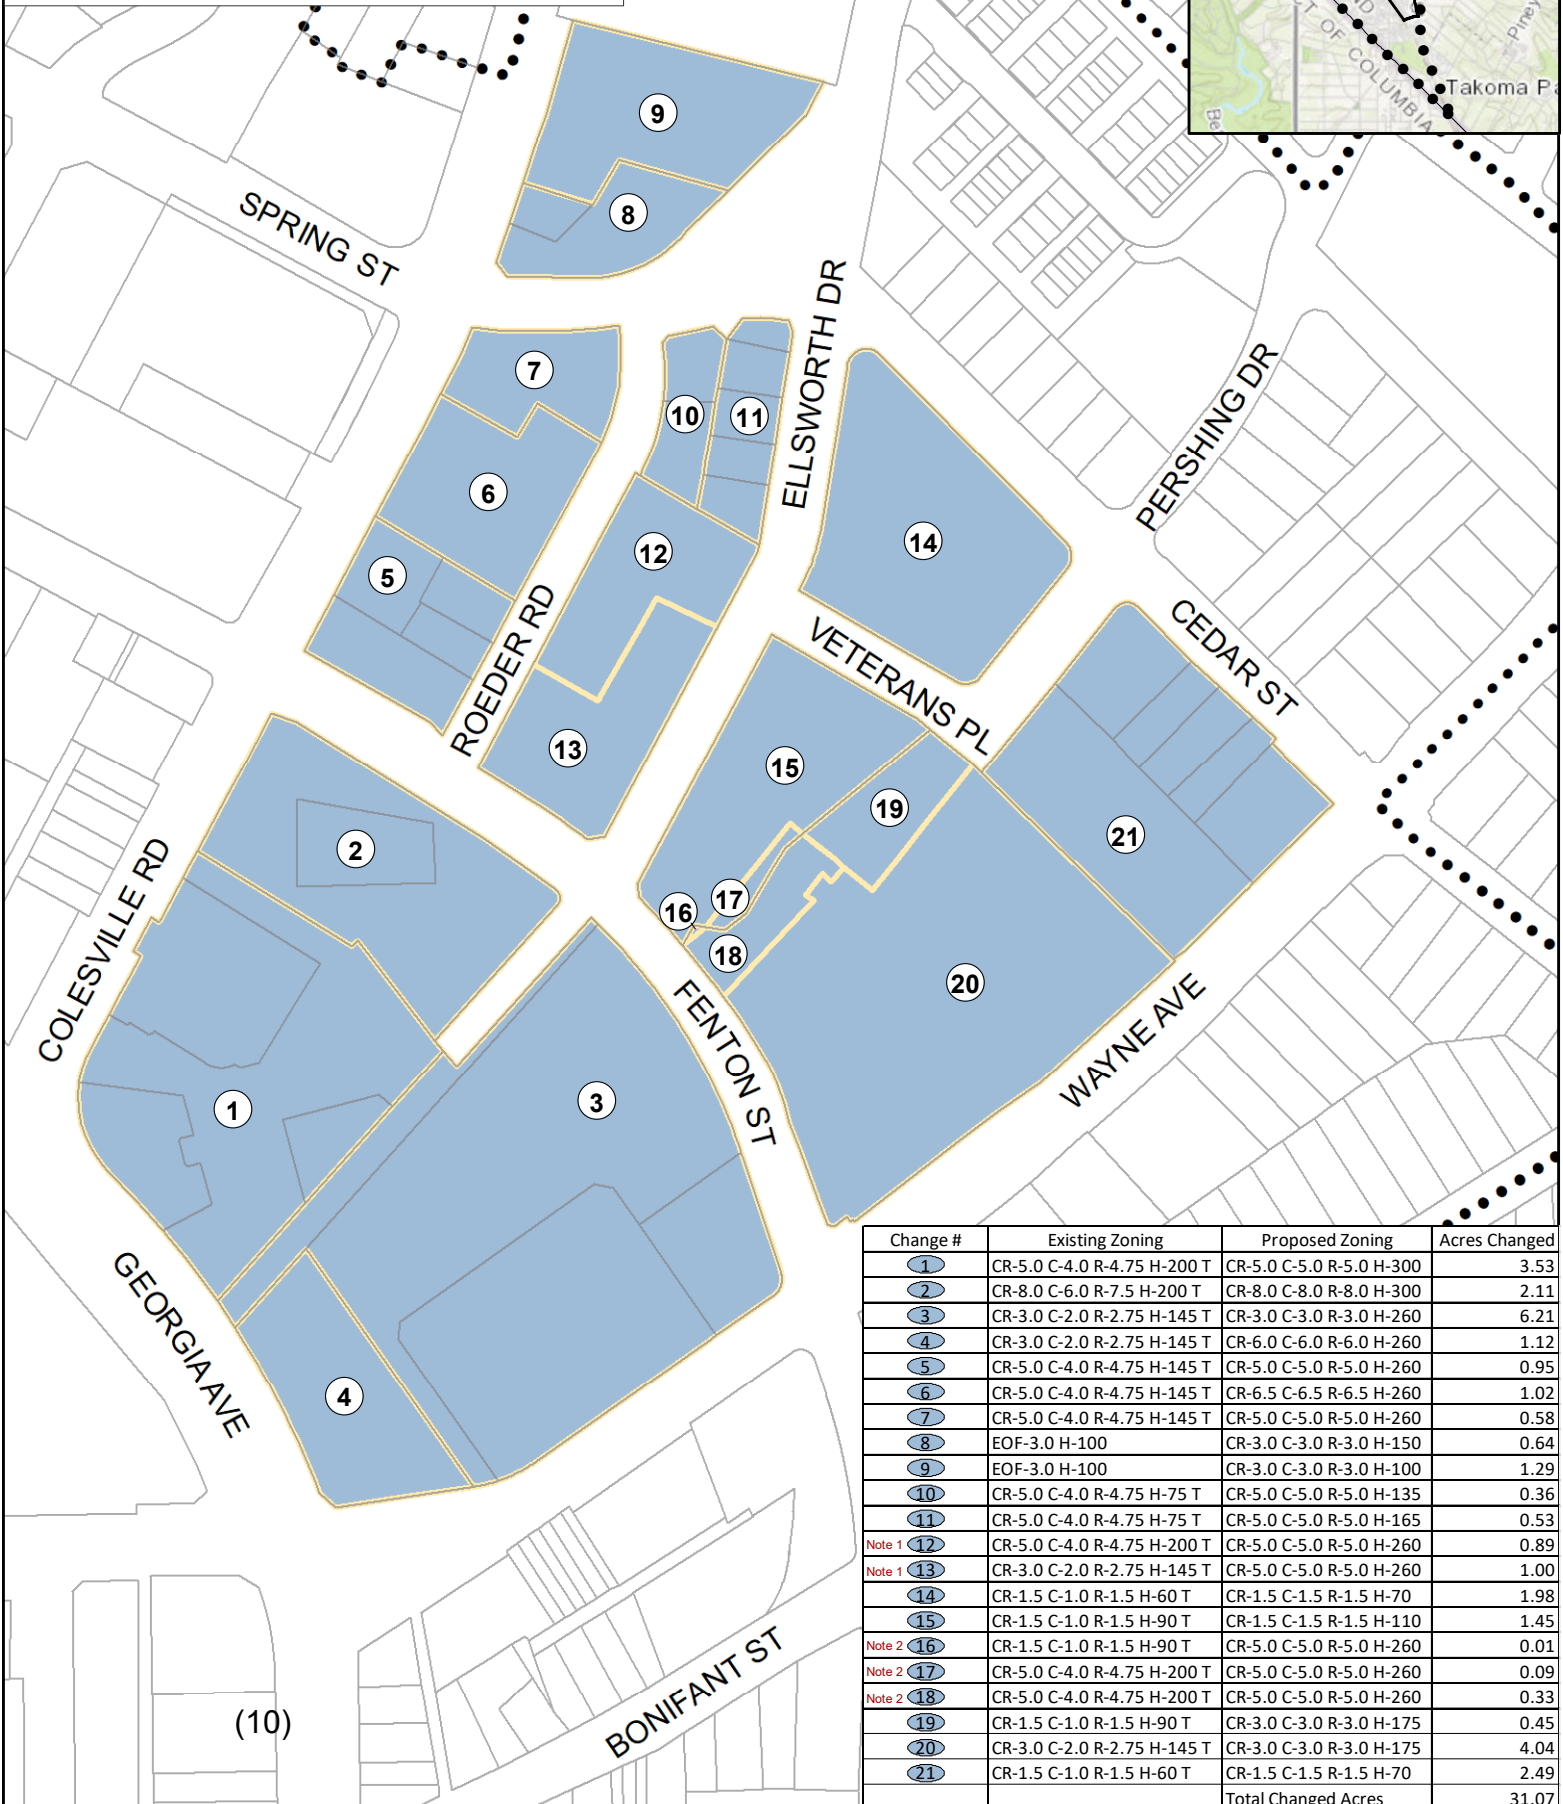 OF COLUMBIA
Takoma Pa
Piney
Be
9
8
SPRING ST
ELLSWORTH DR
7
10
11
PERSHING DR
6
14
12
5
ROEDER RD
VETERANS PL
CEDAR ST
13
15
19
21
2
COLESVILLE RD
16
17
18
20
FENTON ST
WAYNE AVE
1
3
GEORGIA AVE
4
BONIFANT ST
(10)
Change # Existing Zoning Proposed Zoning Acres Changed
1 CR-5.0 C-4.0 R-4.75 H-200 T CR-5.0 C-5.0 R-5.0 H-300 3.53
2 CR-8.0 C-6.0 R-7.5 H-200 T CR-8.0 C-8.0 R-8.0 H-300 2.11
3 CR-3.0 C-2.0 R-2.75 H-145 T CR-3.0 C-3.0 R-3.0 H-260 6.21
4 CR-3.0 C-2.0 R-2.75 H-145 T CR-6.0 C-6.0 R-6.0 H-260 1.12
5 CR-5.0 C-4.0 R-4.75 H-145 T CR-5.0 C-5.0 R-5.0 H-260 0.95
6 CR-5.0 C-4.0 R-4.75 H-145 T CR-6.5 C-6.5 R-6.5 H-260 1.02
7 CR-5.0 C-4.0 R-4.75 H-145 T CR-5.0 C-5.0 R-5.0 H-260 0.58
8 EOF-3.0 H-100 CR-3.0 C-3.0 R-3.0 H-150 0.64
9 EOF-3.0 H-100 CR-3.0 C-3.0 R-3.0 H-100 1.29
10 CR-5.0 C-4.0 R-4.75 H-75 T CR-5.0 C-5.0 R-5.0 H-135 0.36
11 CR-5.0 C-4.0 R-4.75 H-75 T CR-5.0 C-5.0 R-5.0 H-165 0.53
Note 1 12 CR-5.0 C-4.0 R-4.75 H-200 T CR-5.0 C-5.0 R-5.0 H-260 0.89
Note 1 13 CR-3.0 C-2.0 R-2.75 H-145 T CR-5.0 C-5.0 R-5.0 H-260 1.00
14 CR-1.5 C-1.0 R-1.5 H-60 T CR-1.5 C-1.5 R-1.5 H-70 1.98
15 CR-1.5 C-1.0 R-1.5 H-90 T CR-1.5 C-1.5 R-1.5 H-110 1.45
Note 2 16 CR-1.5 C-1.0 R-1.5 H-90 T CR-5.0 C-5.0 R-5.0 H-260 0.01
Note 2 17 CR-5.0 C-4.0 R-4.75 H-200 T CR-5.0 C-5.0 R-5.0 H-260 0.09
Note 2 18 CR-5.0 C-4.0 R-4.75 H-200 T CR-5.0 C-5.0 R-5.0 H-260 0.33
19 CR-1.5 C-1.0 R-1.5 H-90 T CR-3.0 C-3.0 R-3.0 H-175 0.45
20 CR-3.0 C-2.0 R-2.75 H-145 T CR-3.0 C-3.0 R-3.0 H-175 4.04
21 CR-1.5 C-1.0 R-1.5 H-60 T CR-1.5 C-1.5 R-1.5 H-70 2.49
Total Changed Acres 31.07